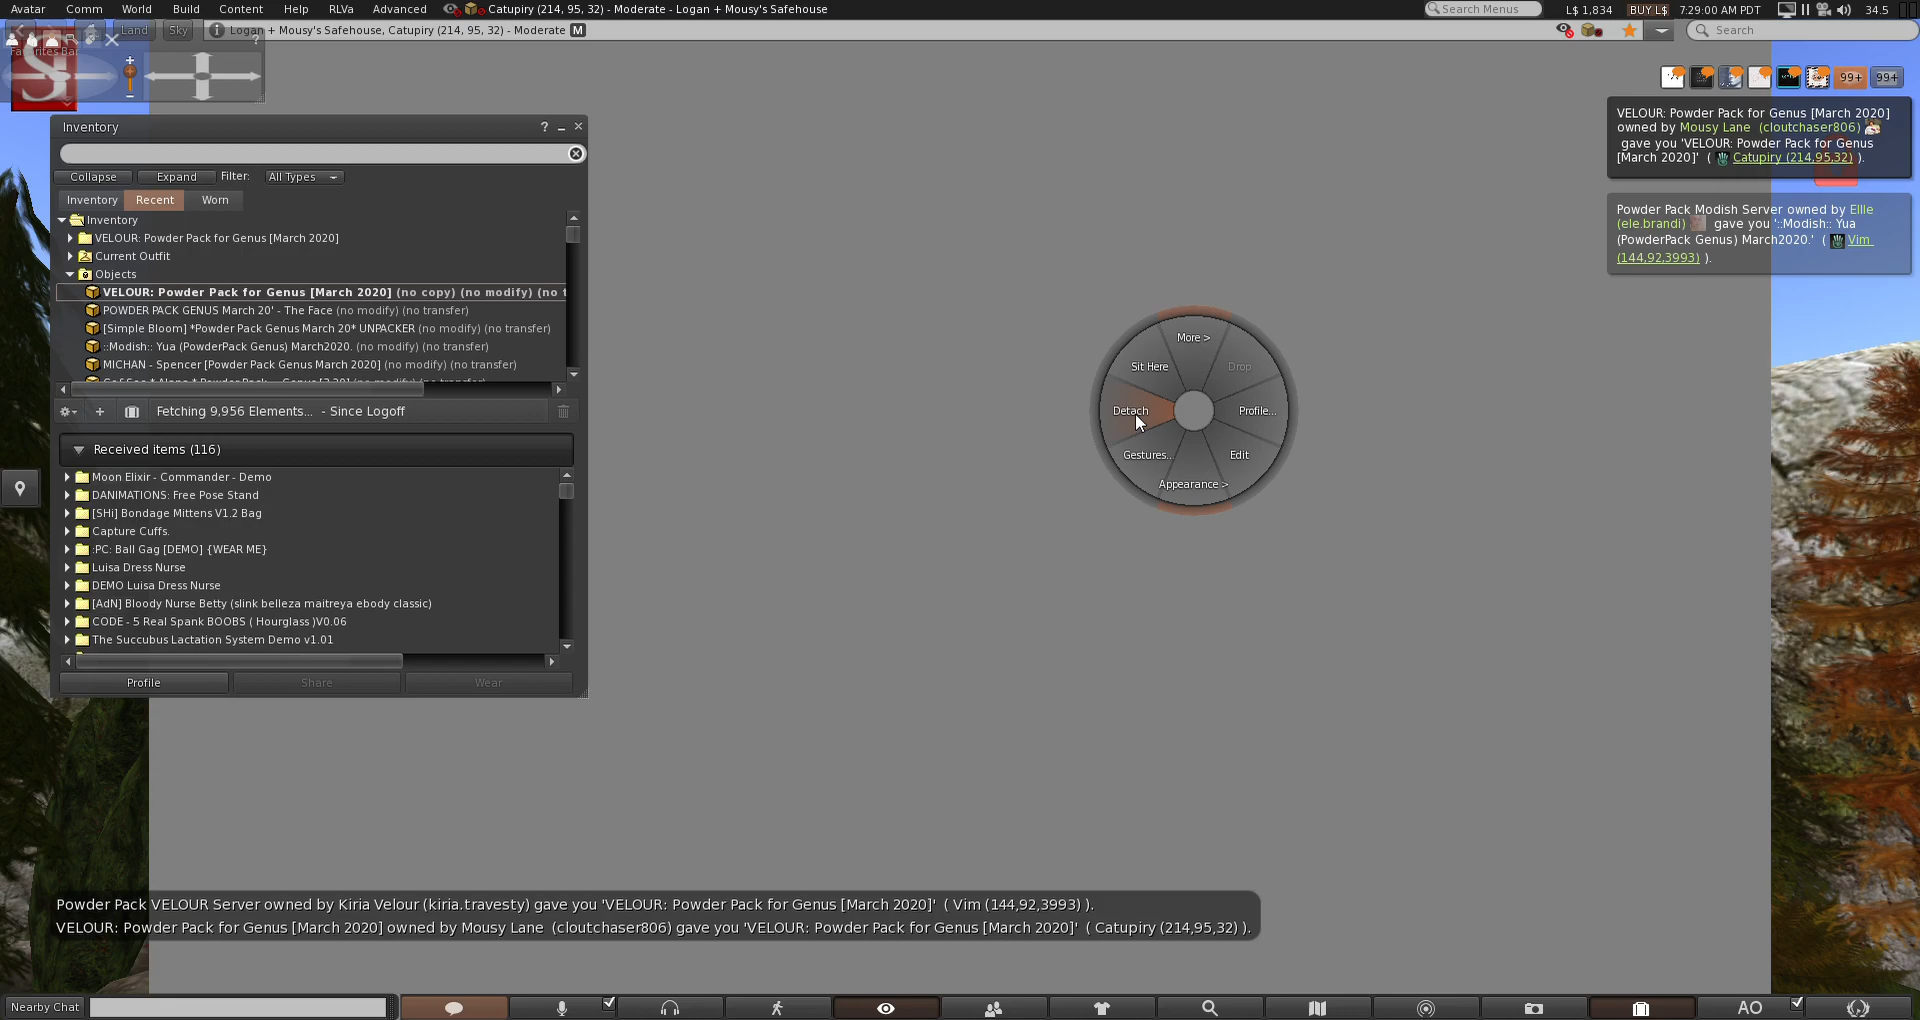 Avatar Comm World Build Content Help RLVa Advanced Catupiry (214, 95, 32) - Moderate - Logan + Mousy's Safehouse Search Menus L$ 1,834 BUY L$ 7:29:00 AM PDT 34.5
Land Sky Logan + Mousy's Safehouse, Catupiry (214, 95, 32) - Moderate M Search
Favorites Bar
99+ 99+
VELOUR: Powder Pack for Genus [March 2020]
owned by Mousy Lane (cloutchaser806)
gave you 'VELOUR: Powder Pack for Genus
[March 2020]' ( Catupiry (214,95,32) ).
Powder Pack Modish Server owned by Ellle
(ele.brandi) gave you '::Modish:: Yua
(PowderPack Genus) March2020.' ( Vim
(144,92,3993) ).
Inventory ?
Collapse Expand Filter: All Types
Inventory Recent Worn
Inventory
VELOUR: Powder Pack for Genus [March 2020]
Current Outfit
Objects
VELOUR: Powder Pack for Genus [March 2020] (no copy) (no modify) (no t
POWDER PACK GENUS March 20' - The Face (no modify) (no transfer)
[Simple Bloom] *Powder Pack Genus March 20* UNPACKER (no modify) (no transfer)
::Modish:: Yua (PowderPack Genus) March2020. (no modify) (no transfer)
MICHAN - Spencer [Powder Pack Genus March 2020] (no modify) (no transfer)
Fetching 9,956 Elements... - Since Logoff
Received items (116)
Moon Elixir - Commander - Demo
DANIMATIONS: Free Pose Stand
[SHi] Bondage Mittens V1.2 Bag
Capture Cuffs.
:PC: Ball Gag [DEMO] {WEAR ME}
Luisa Dress Nurse
DEMO Luisa Dress Nurse
[AdN] Bloody Nurse Betty (slink belleza maitreya ebody classic)
CODE - 5 Real Spank BOOBS ( Hourglass )V0.06
The Succubus Lactation System Demo v1.01
Profile Share Wear
More >
Sit Here Drop
Detach Profile...
Gestures... Edit
Appearance >
Powder Pack VELOUR Server owned by Kiria Velour (kiria.travesty) gave you 'VELOUR: Powder Pack for Genus [March 2020]' ( Vim (144,92,3993) ).
VELOUR: Powder Pack for Genus [March 2020] owned by Mousy Lane (cloutchaser806) gave you 'VELOUR: Powder Pack for Genus [March 2020]' ( Catupiry (214,95,32) ).
Nearby Chat AO